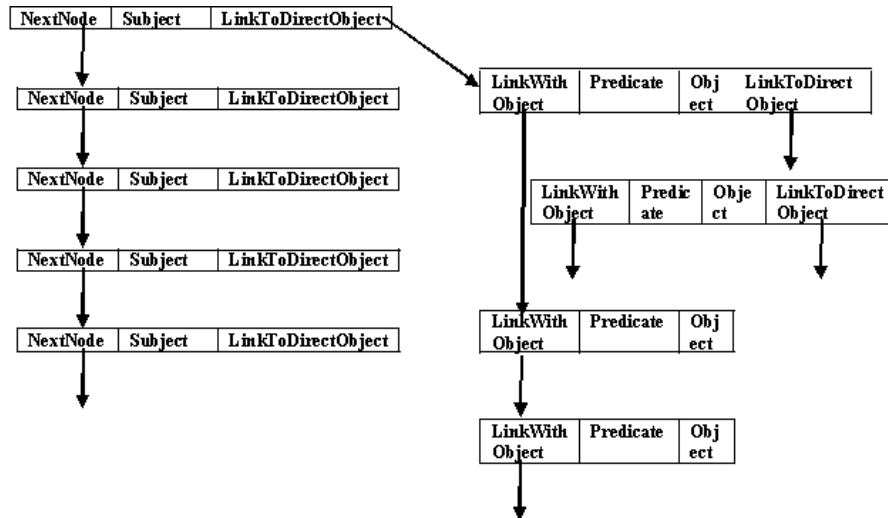 NextNode Subject LinkToDirectObject
NextNode Subject LinkToDirectObject
NextNode Subject LinkToDirectObject
NextNode Subject LinkToDirectObject
NextNode Subject LinkToDirectObject
LinkWith Predicate Obj LinkToDirect
Object ect Object
LinkWith Predic Obje LinkToDirect
Object ate ct Object
LinkWith Predicate Obj
Object ect
LinkWith Predicate Obj
Object ect